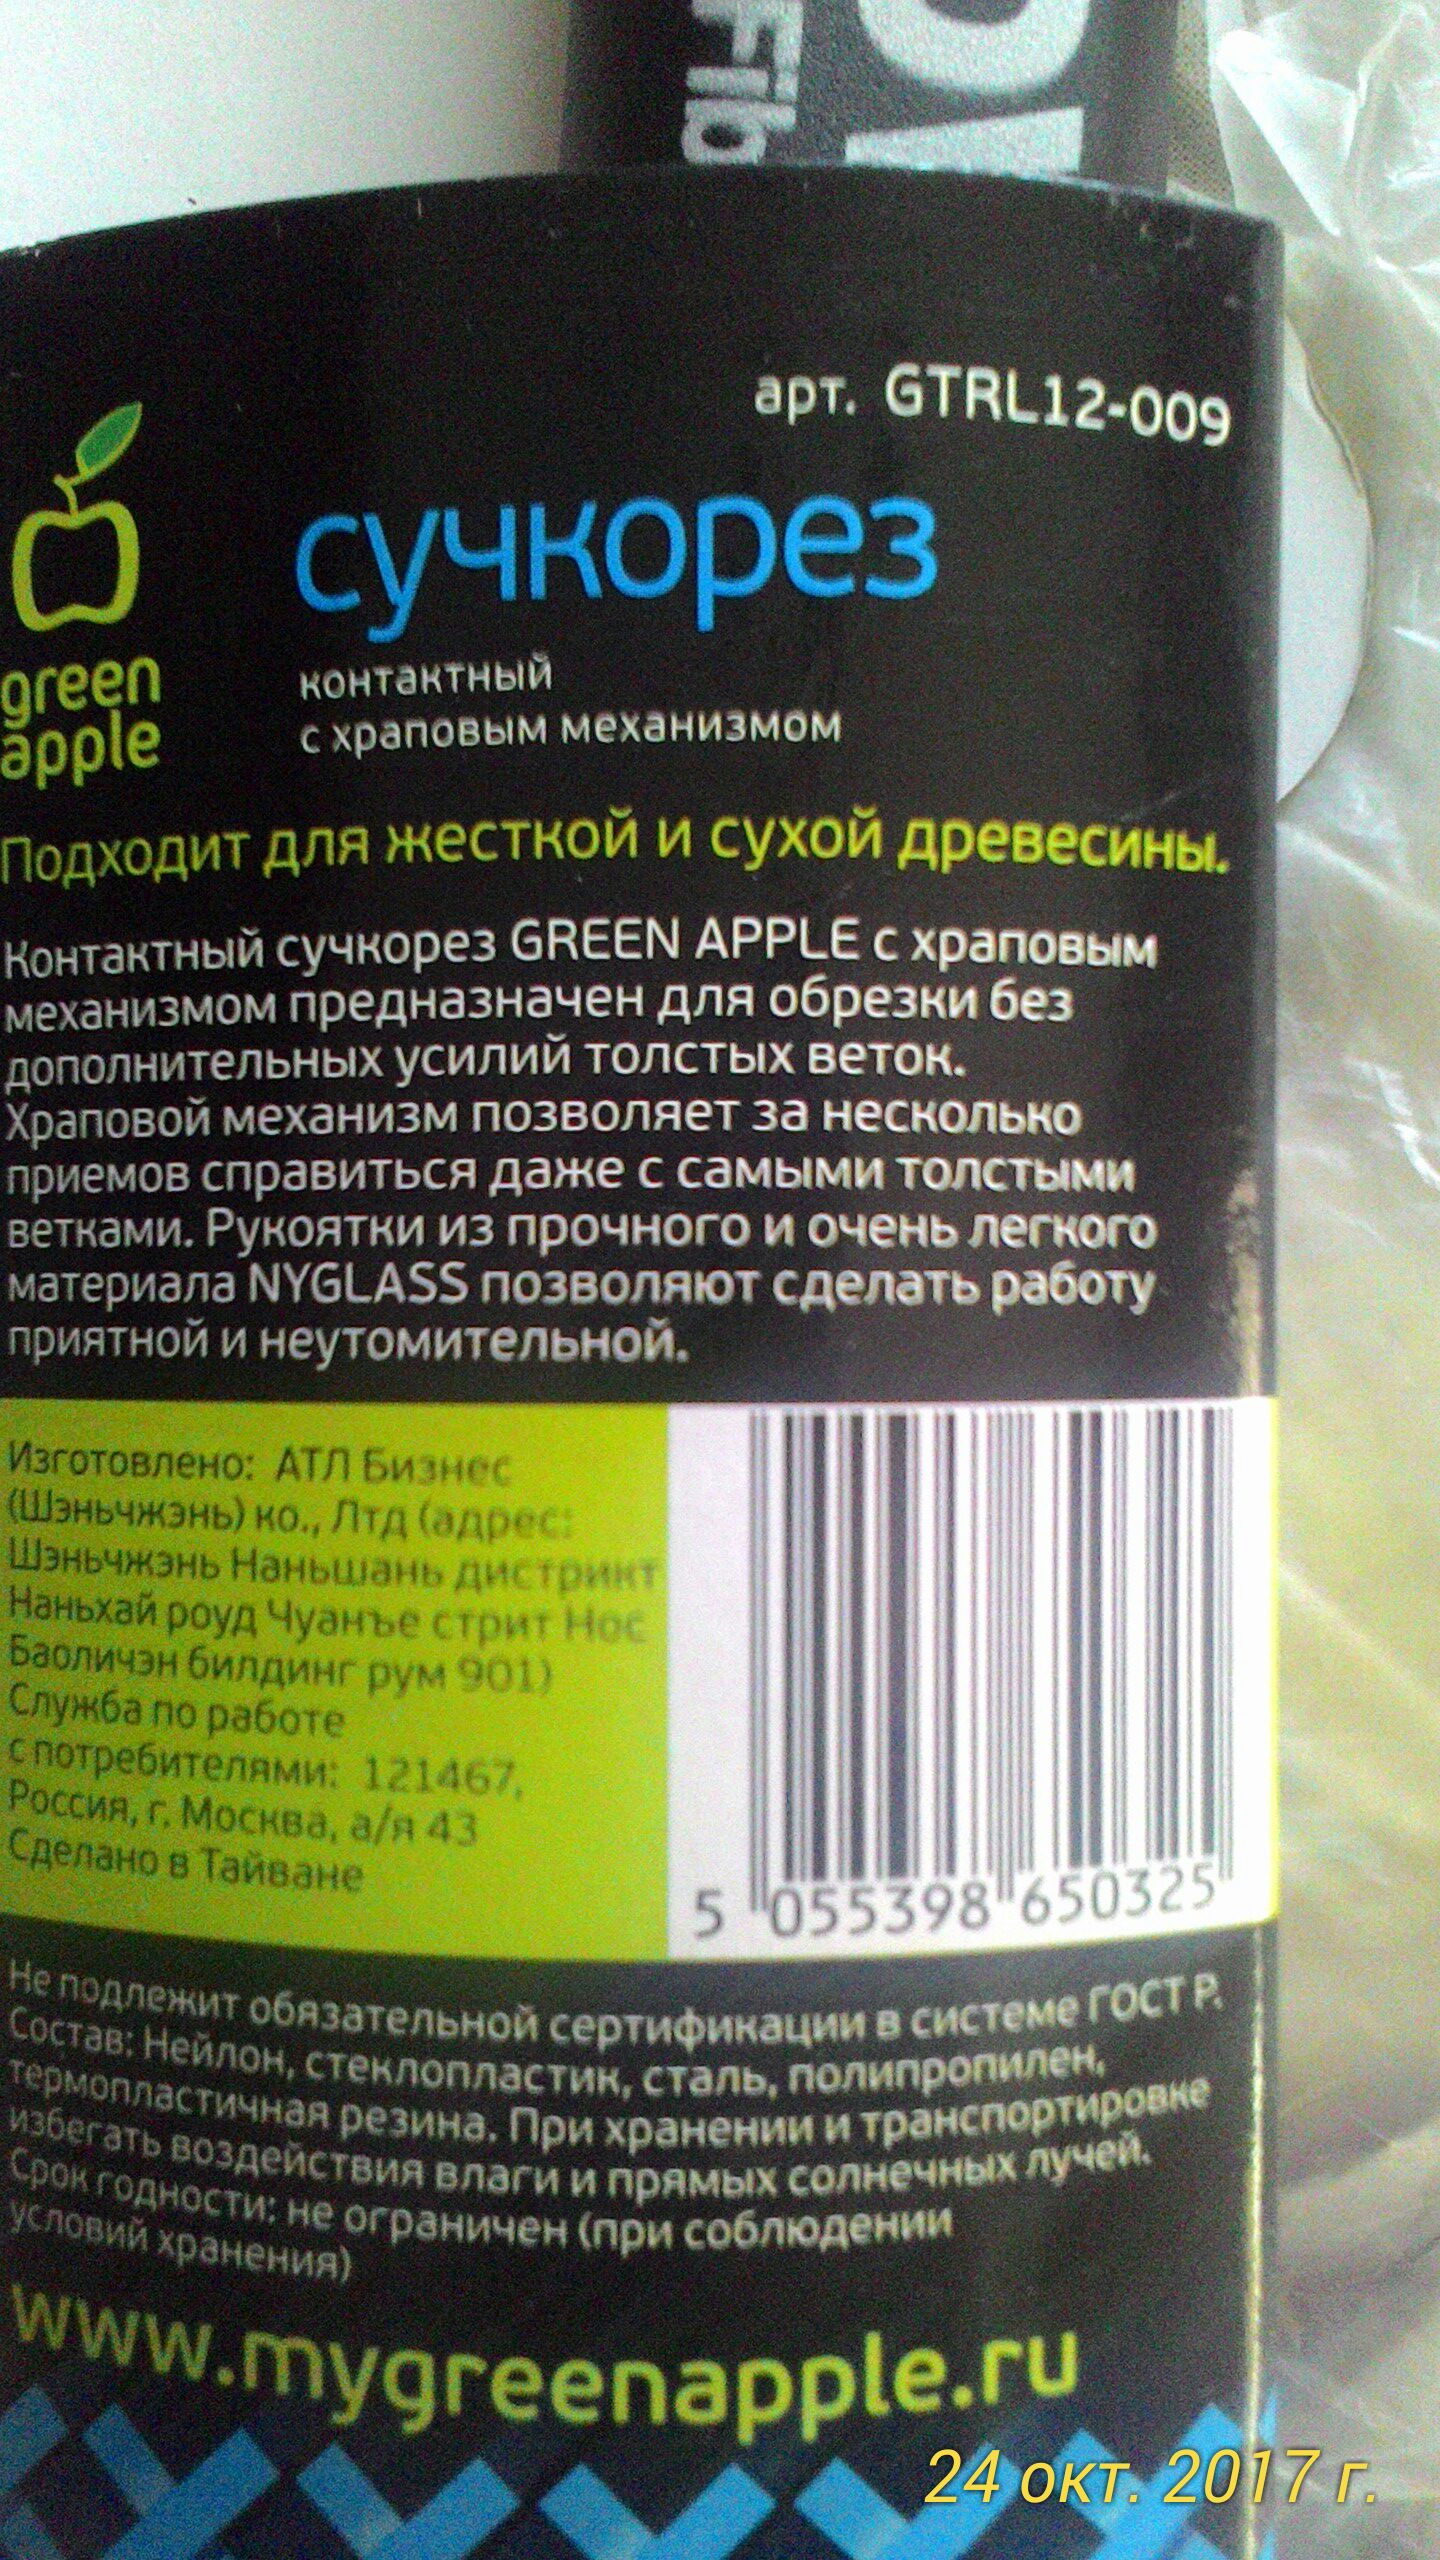 Fib
арт. GTRL12-009
green
apple
сучкорез
контактный
с храповым механизмом
Подходит для жесткой и сухой древесины.
Контактный сучкорез GREEN APPLE с храповым
механизмом предназначен для обрезки без
дополнительных усилий толстых веток.
Храповой механизм позволяет за несколько
приемов справиться даже с самыми толстыми
ветками. Рукоятки из прочного и очень легкого
материала NYGLASS позволяют сделать работу
приятной и неутомительной.
Изготовлено: АТЛ Бизнес
(Шэньчжэнь) ко., Лтд (адрес:
Шэньчжэнь Наньшань дистрикт
Наньхай роуд Чуанъе стрит Нос
Баоличэн билдинг рум 901)
Служба по работе
с потребителями: 121467,
Россия, г. Москва, а/я 43
Сделано в Тайване
5 055398 650325
Не подлежит обязательной сертификации в системе ГОСТ Р.
Состав: Нейлон, стеклопластик, сталь, полипропилен,
термопластичная резина. При хранении и транспортировке
избегать воздействия влаги и прямых солнечных лучей.
Срок годности: не ограничен (при соблюдении
условий хранения)
www.mygreenapple.ru
24 окт. 2017 г.